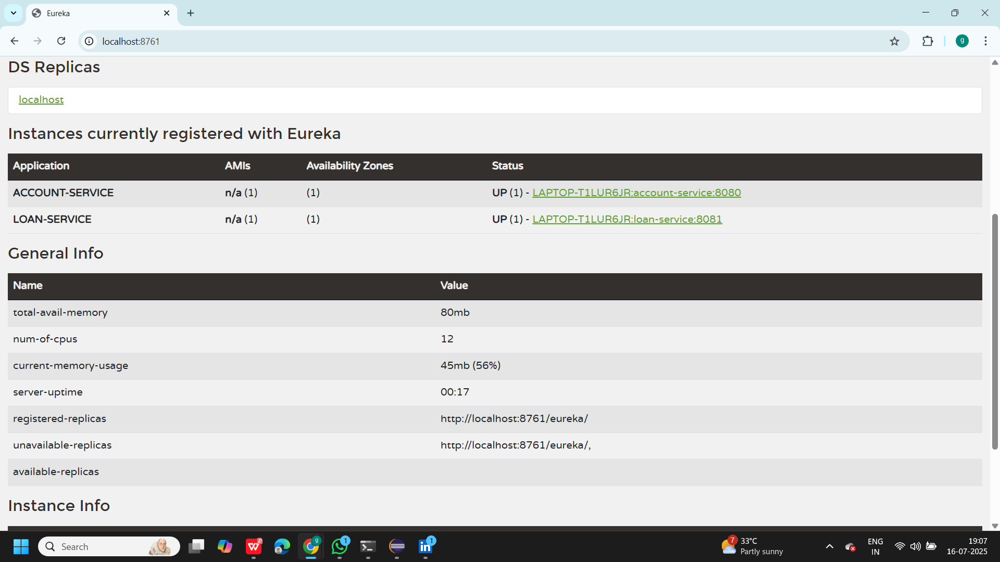 Eureka
localhost:8761
g
DS Replicas
localhost
Instances currently registered with Eureka
Application AMIs Availability Zones Status
ACCOUNT-SERVICE n/a (1) (1) UP (1) - LAPTOP-T1LUR6JR:account-service:8080
LOAN-SERVICE n/a (1) (1) UP (1) - LAPTOP-T1LUR6JR:loan-service:8081
General Info
Name Value
total-avail-memory 80mb
num-of-cpus 12
current-memory-usage 45mb (56%)
server-uptime 00:17
registered-replicas http://localhost:8761/eureka/
unavailable-replicas http://localhost:8761/eureka/,
available-replicas
Instance Info
Search
W
g
1
in
1
7
33°C
Partly sunny
ENG
IN
19:07
16-07-2025